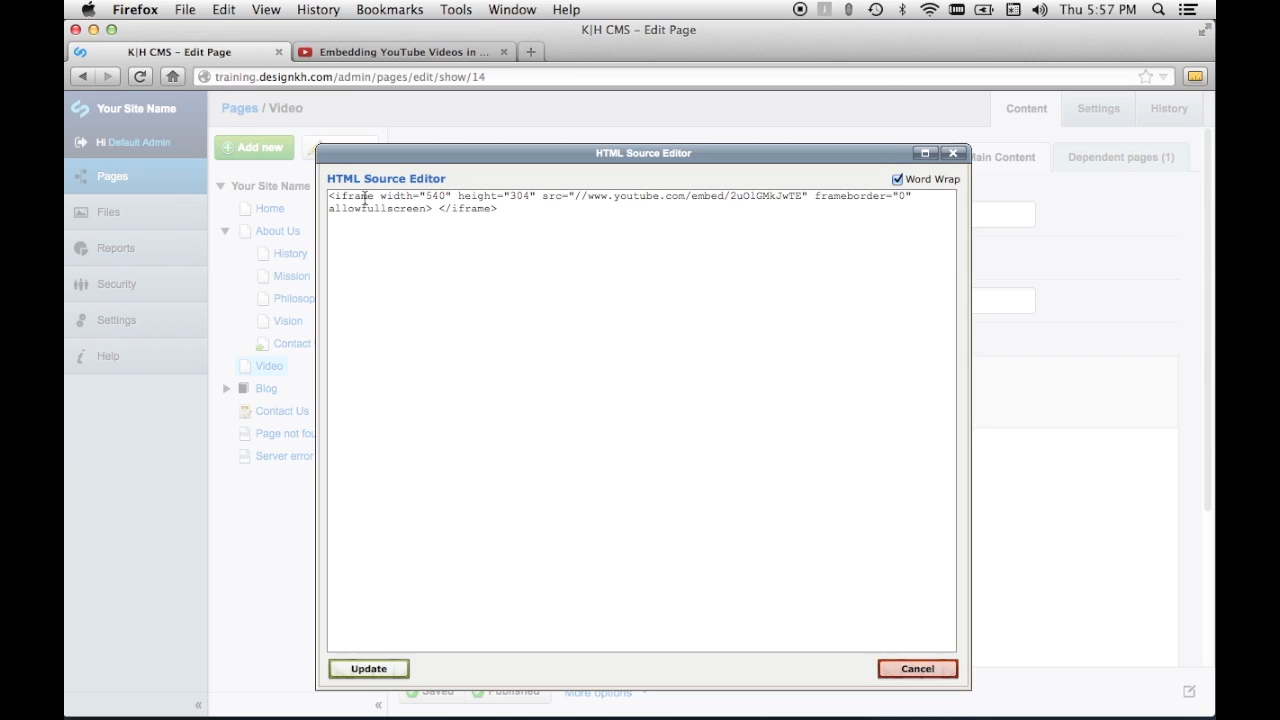 Firefox File Edit View History Bookmarks Tools Window Help Thu 5:57 PM
K|H CMS – Edit Page
K|H CMS – Edit Page Embedding YouTube Videos in ...
training.designkh.com/admin/pages/edit/show/14
Your Site Name
Hi Default Admin
Pages
Files
Reports
Security
Settings
Help
Pages / Video
Content Settings History
Add new
Main Content Dependent pages (1)
Your Site Name
Home
About Us
History
Mission
Philosop
Vision
Contact
Video
Blog
Contact Us
Page not fou
Server error
HTML Source Editor
HTML Source Editor
Word Wrap
<iframe width="540" height="304" src="//www.youtube.com/embed/2uOlGMkJwTE" frameborder="0"
allowfullscreen> </iframe>
Update Cancel
Saved Published More options